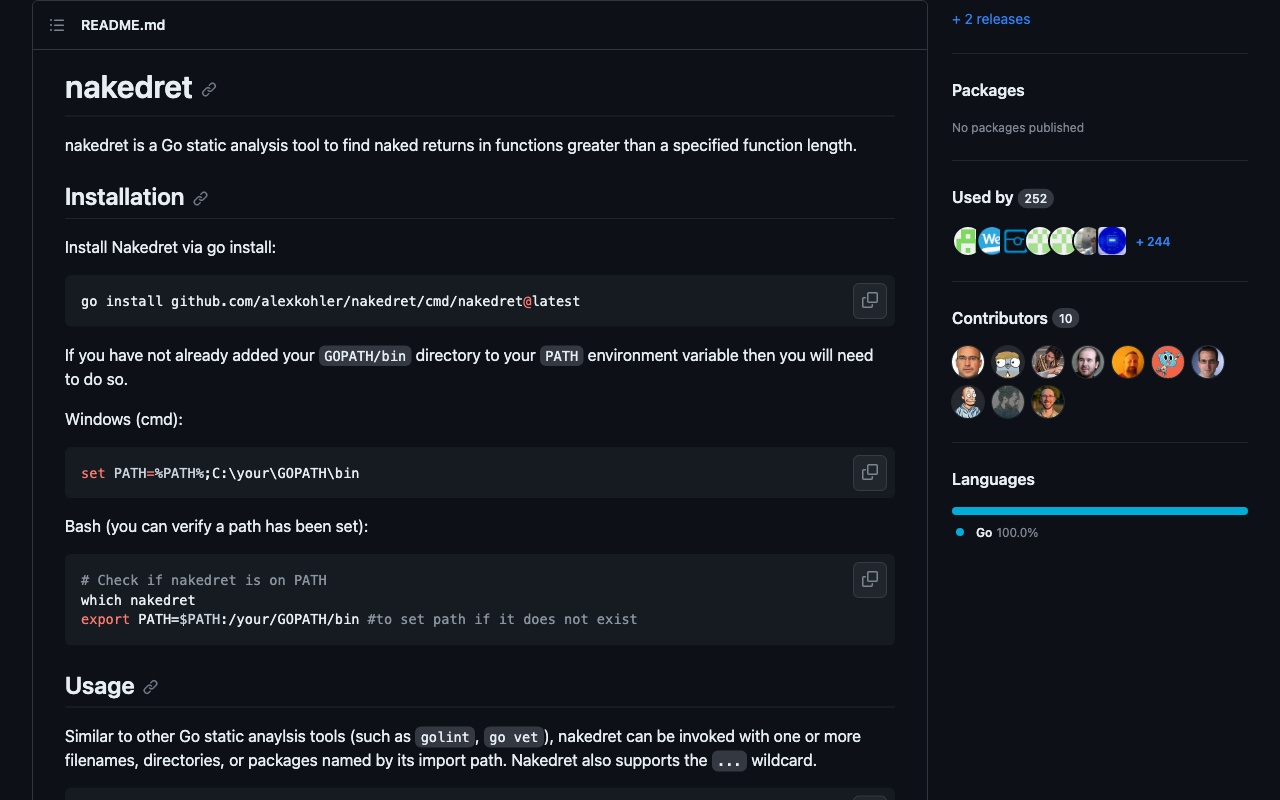 README.md
nakedret
nakedret is a Go static analysis tool to find naked returns in functions greater than a specified function length.
Installation
Install Nakedret via go install:
go install github.com/alexkohler/nakedret/cmd/nakedret@latest
If you have not already added your GOPATH/bin directory to your PATH environment variable then you will need
to do so.
Windows (cmd):
set PATH=%PATH%;C:\your\GOPATH\bin
Bash (you can verify a path has been set):
# Check if nakedret is on PATH
which nakedret
export PATH=$PATH:/your/GOPATH/bin #to set path if it does not exist
Usage
Similar to other Go static anaylsis tools (such as golint, go vet), nakedret can be invoked with one or more
filenames, directories, or packages named by its import path. Nakedret also supports the ... wildcard.
+ 2 releases
Packages
No packages published
Used by 252
We
+ 244
Contributors 10
Languages
Go 100.0%